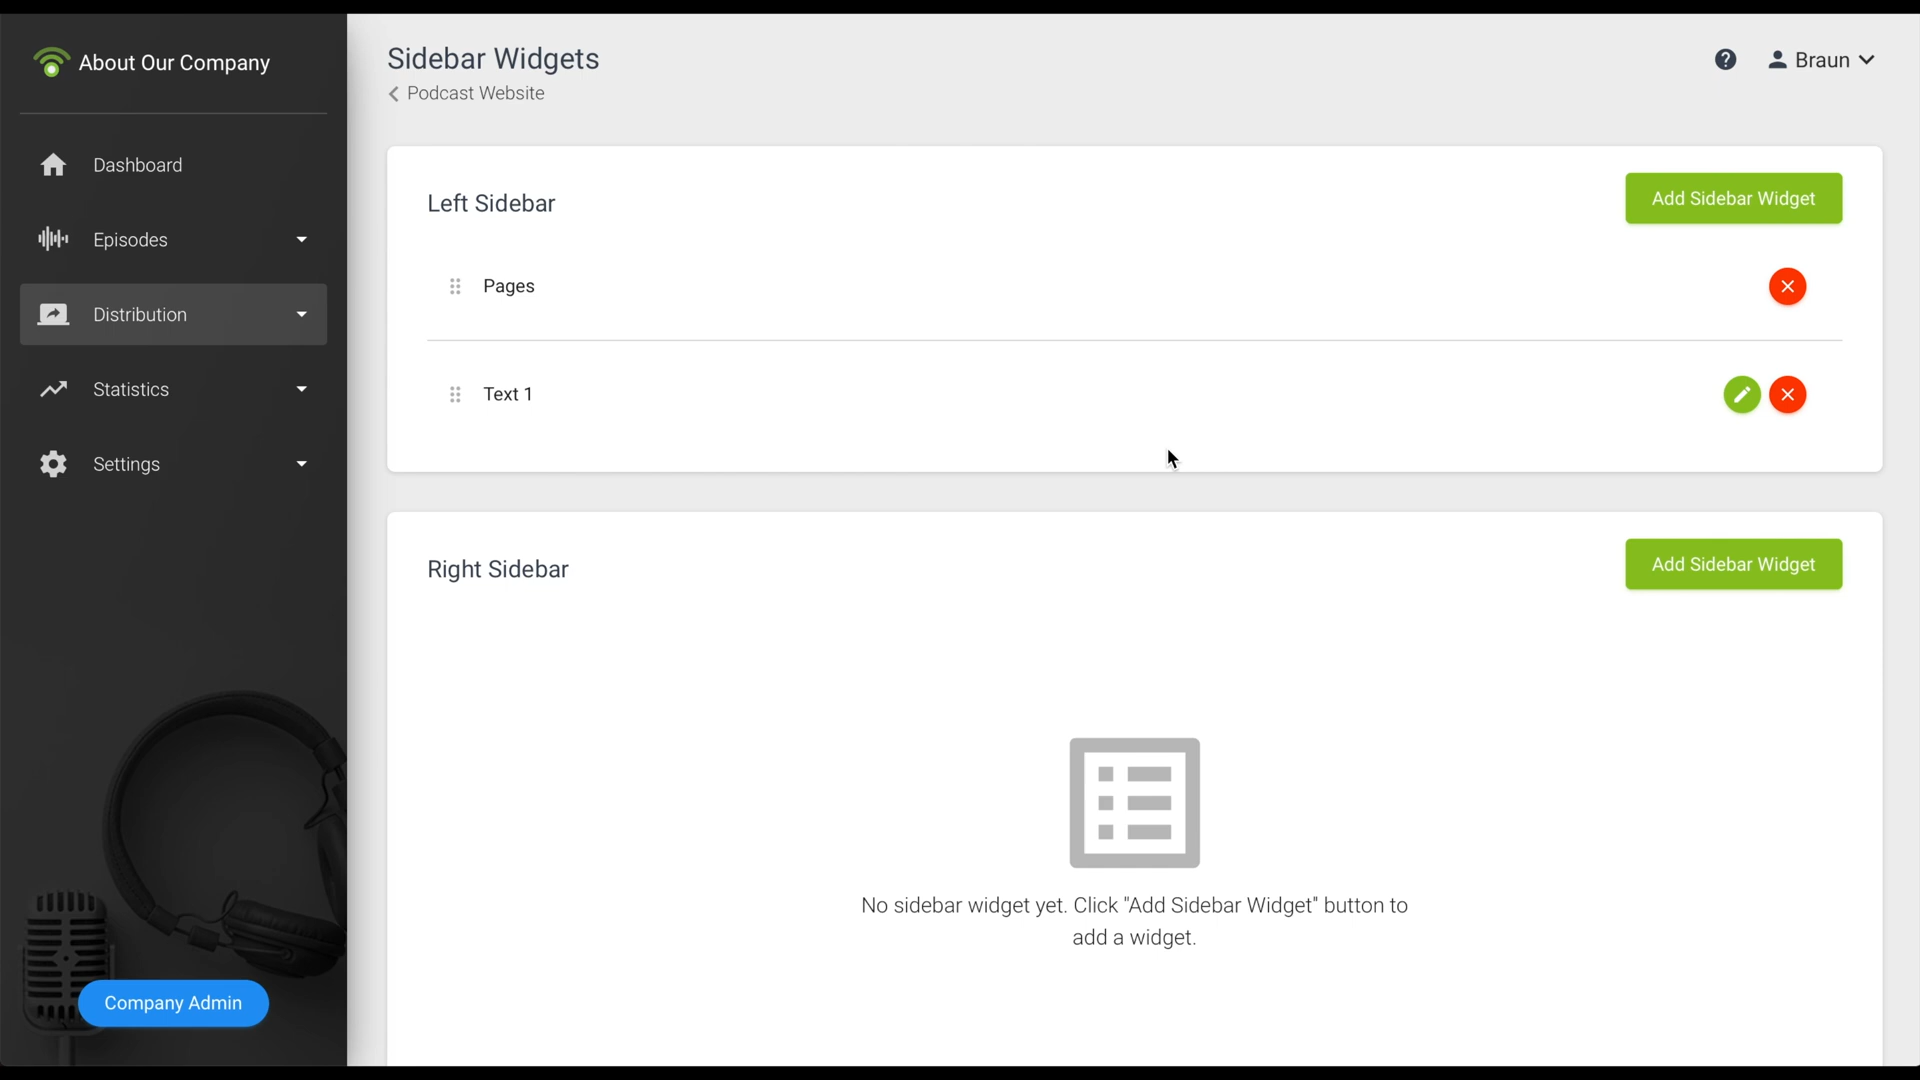 About Our Company
Dashboard
Episodes
Distribution
Statistics
Settings
Company Admin
Sidebar Widgets
Podcast Website
Braun
Left Sidebar
Add Sidebar Widget
Pages
Text 1
Right Sidebar
Add Sidebar Widget
No sidebar widget yet. Click "Add Sidebar Widget" button to
add a widget.